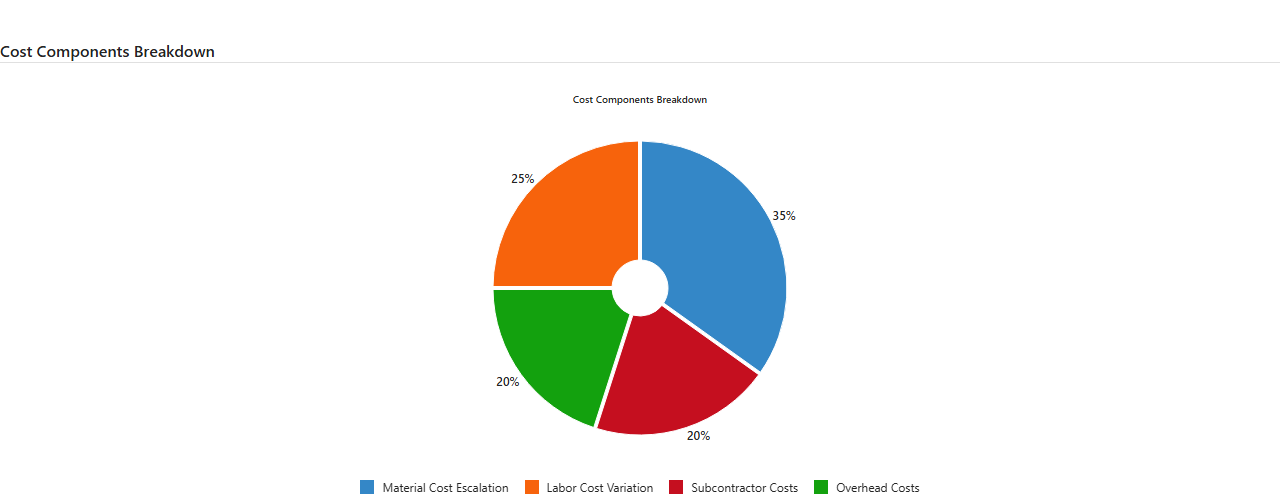 Cost Components Breakdown
Cost Components Breakdown
25%
35%
20%
20%
Material Cost Escalation
Labor Cost Variation
Subcontractor Costs
Overhead Costs